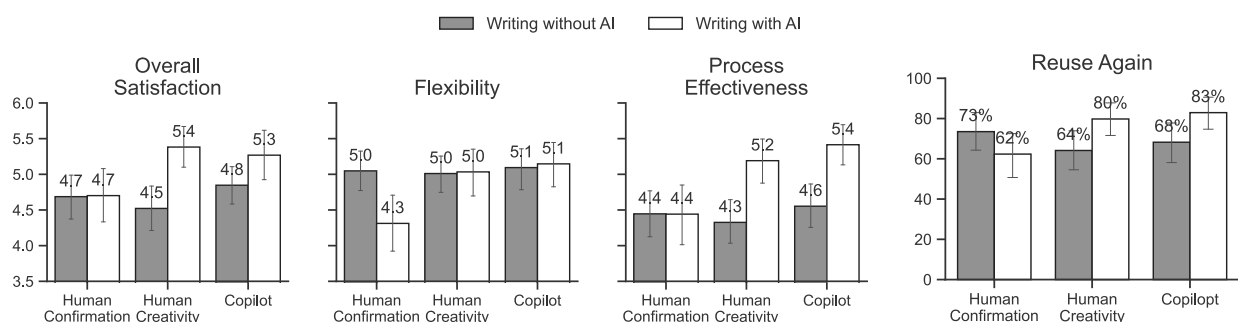 Writing without AI
Writing with AI
Overall
Satisfaction
6.0
5.5
5.0
4.5
4.0
3.5
4.7
4.7
4.5
5.4
4.8
5.3
Human
Confirmation
Human
Creativity
Copilot
Flexibility
5.0
4.3
5.0
5.0
5.1
5.1
Human
Confirmation
Human
Creativity
Copilot
Process
Effectiveness
4.4
4.4
4.3
5.2
4.6
5.4
Human
Confirmation
Human
Creativity
Copilot
Reuse Again
100
80
60
40
20
0
73%
62%
64%
80%
68%
83%
Human
Confirmation
Human
Creativity
Copilopt